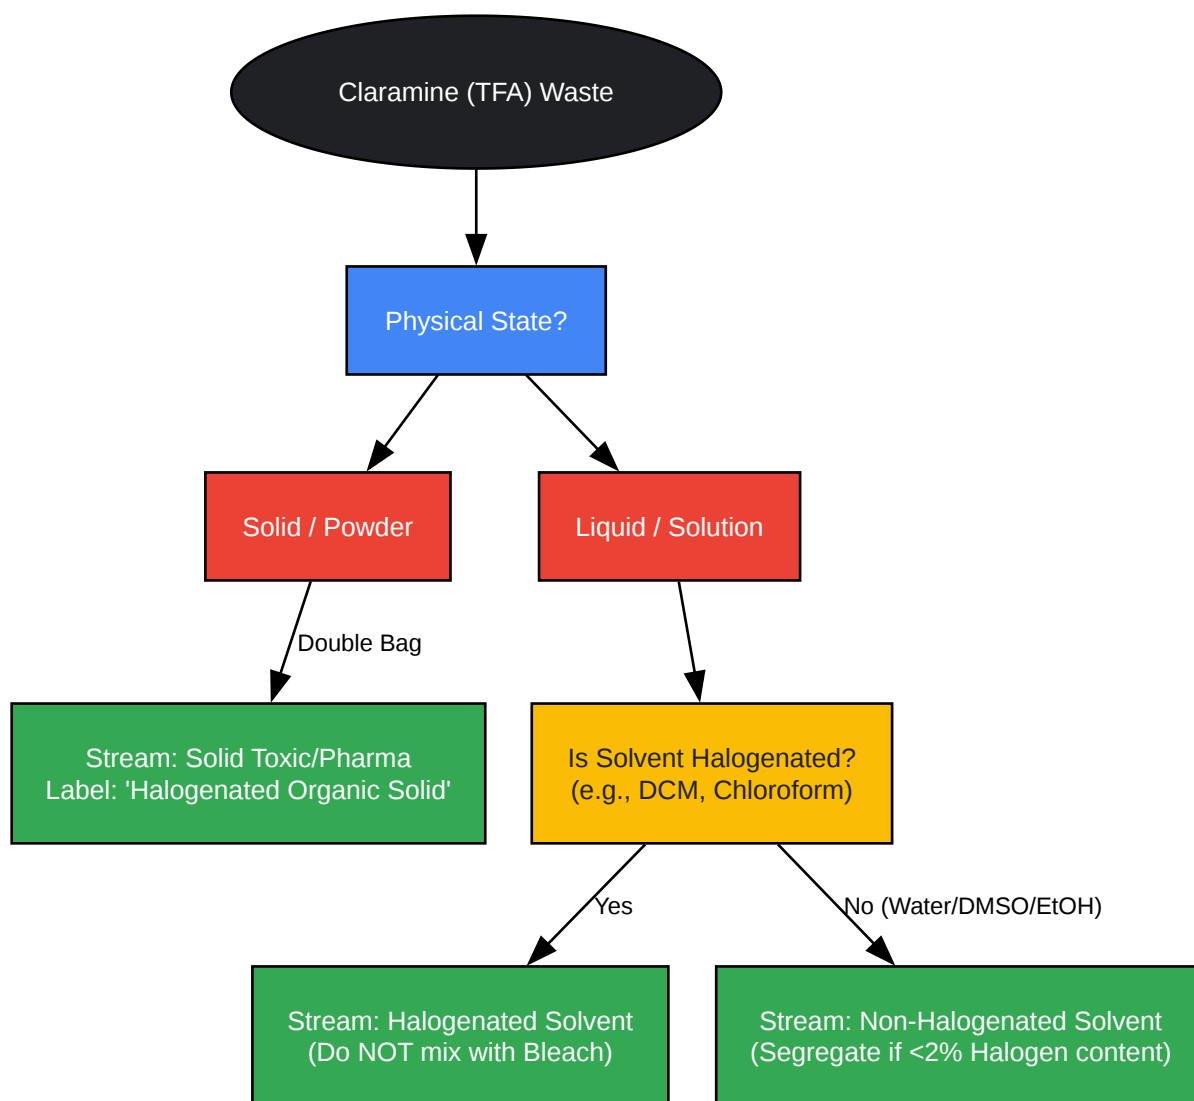 Claramine (TFA) Waste
Physical State?
Solid / Powder
Liquid / Solution
Double Bag
Stream: Solid Toxic/Pharma
Label: 'Halogenated Organic Solid'
Is Solvent Halogenated?
(e.g., DCM, Chloroform)
Yes
No (Water/DMSO/EtOH)
Stream: Halogenated Solvent
(Do NOT mix with Bleach)
Stream: Non-Halogenated Solvent
(Segregate if <2% Halogen content)